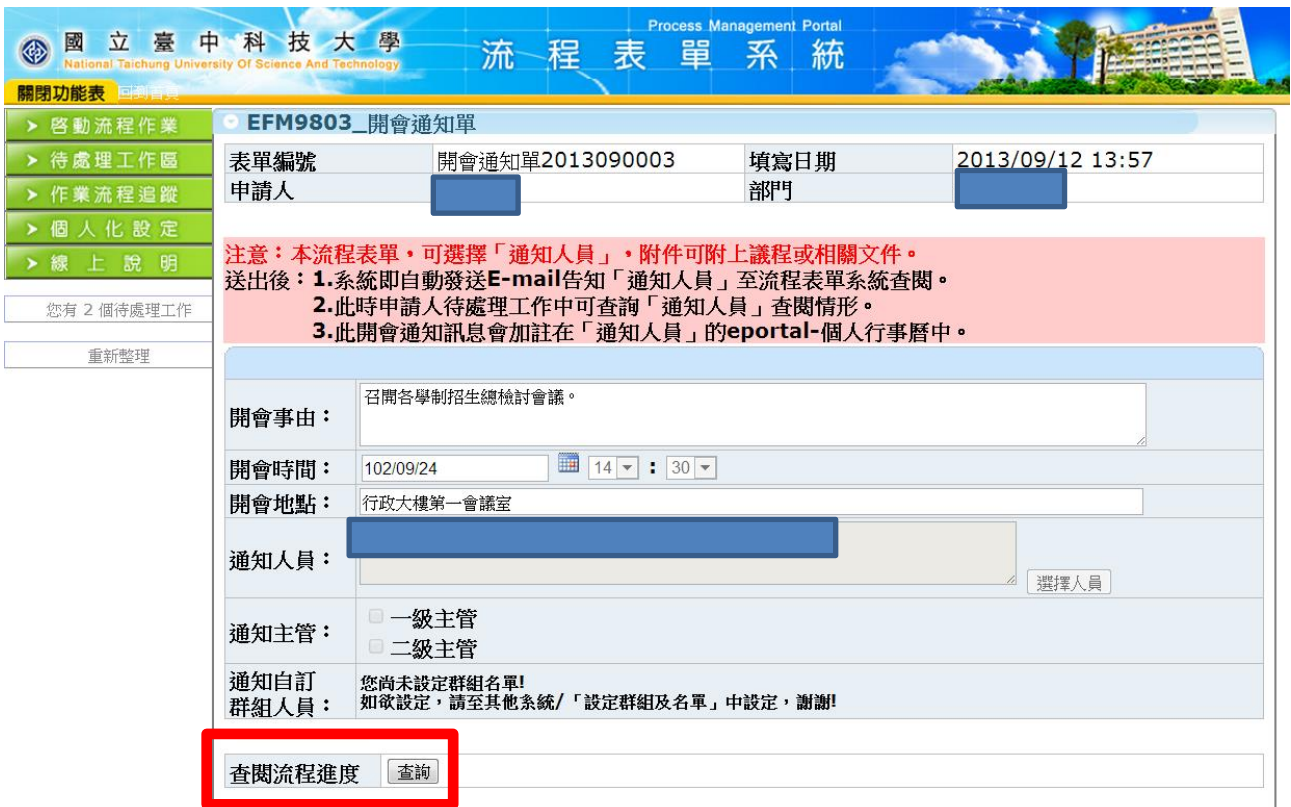 國立臺中科技大學
National Taichung University Of Science And Technology
Process Management Portal
流程表單系統
關閉功能表 回到首頁
> 啓動流程作業
> 待處理工作區
> 作業流程追蹤
> 個人化設定
> 線上說明
您有 2 個待處理工作
重新整理
EFM9803_開會通知單
表單編號 開會通知單2013090003 填寫日期 2013/09/12 13:57
申請人 部門
注意：本流程表單，可選擇「通知人員」，附件可附上議程或相關文件。
送出後：1.系統即自動發送E-mail告知「通知人員」至流程表單系統查閱。
2.此時申請人待處理工作中可查詢「通知人員」查閱情形。
3.此開會通知訊息會加註在「通知人員」的eportal-個人行事曆中。
開會事由： 召開各學制招生總檢討會議。
開會時間： 102/09/24 14 : 30
開會地點： 行政大樓第一會議室
通知人員： 選擇人員
通知主管： 一級主管
二級主管
通知自訂群組人員： 您尚未設定群組名單!
如欲設定，請至其他系統/「設定群組及名單」中設定，謝謝!
查閱流程進度 查詢